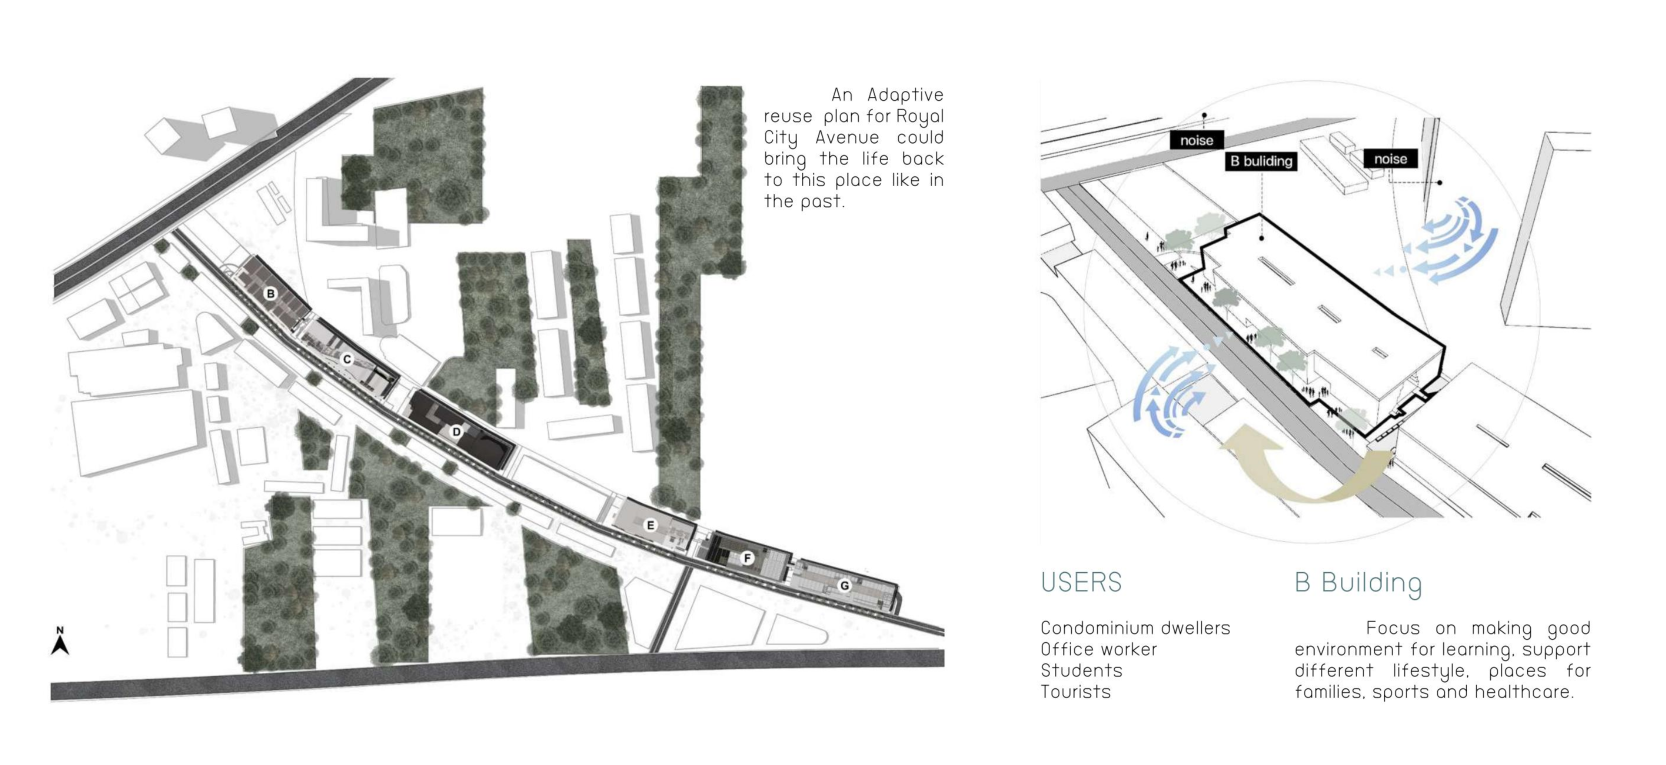 An Adaptive
reuse plan for Royal
City Avenue could
bring the life back
to this place like in
the past.
B
C
D
E
F
G
N
noise
B buliding
noise
USERS
Condominium dwellers
Office worker
Students
Tourists
B Building
Focus on making good
environment for learning, support
different lifestyle, places for
families, sports and healthcare.